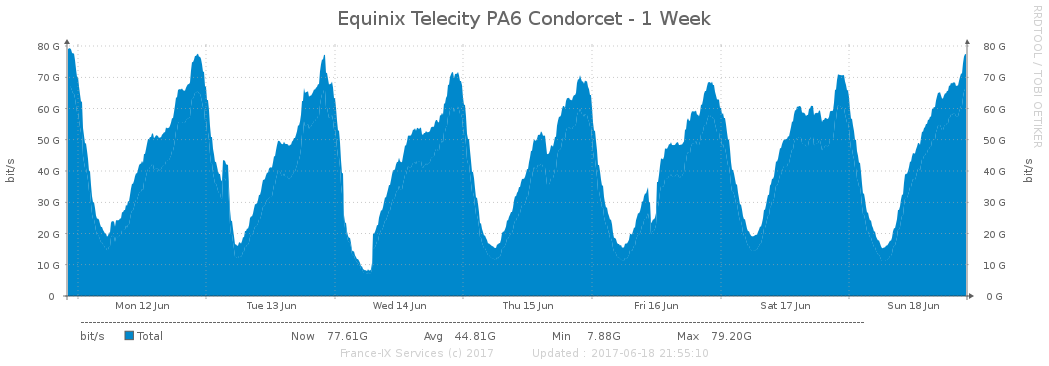 Equinix Telecity PA6 Condorcet - 1 Week
RRDTOOL / TOBI OETIKER
80 G 80 G
70 G 70 G
60 G 60 G
50 G 50 G
40 G 40 G
30 G 30 G
20 G 20 G
10 G 10 G
0 0 G
bit/s
bit/s
Mon 12 Jun Tue 13 Jun Wed 14 Jun Thu 15 Jun Fri 16 Jun Sat 17 Jun Sun 18 Jun
bit/s Total Now 77.61G Avg 44.81G Min 7.88G Max 79.20G
France-IX Services (c) 2017 Updated : 2017-06-18 21:55:10